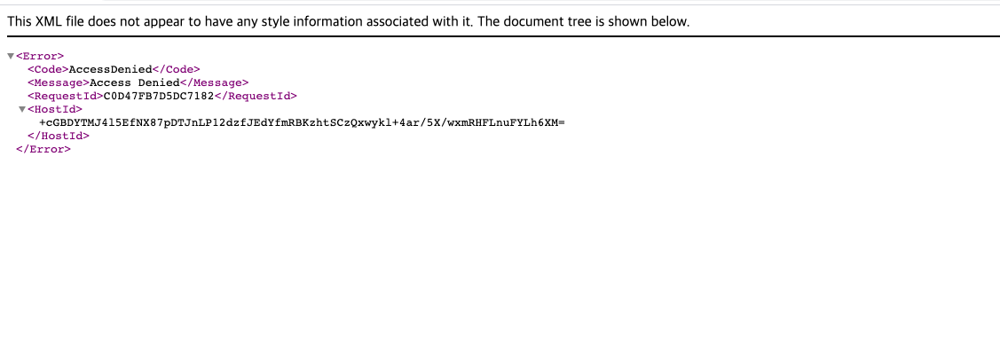 This XML file does not appear to have any style information associated with it. The document tree is shown below.
▼<Error>
<Code>AccessDenied</Code>
<Message>Access Denied</Message>
<RequestId>C0D47FB7D5DC7182</RequestId>
▼<HostId>
+cGBDYTMJ4l5EfNX87pDTJnLP12dzfJEdYfmRBKzhtSCzQxwykl+4ar/5X/wxmRHFLnuFYLh6XM=
</HostId>
</Error>